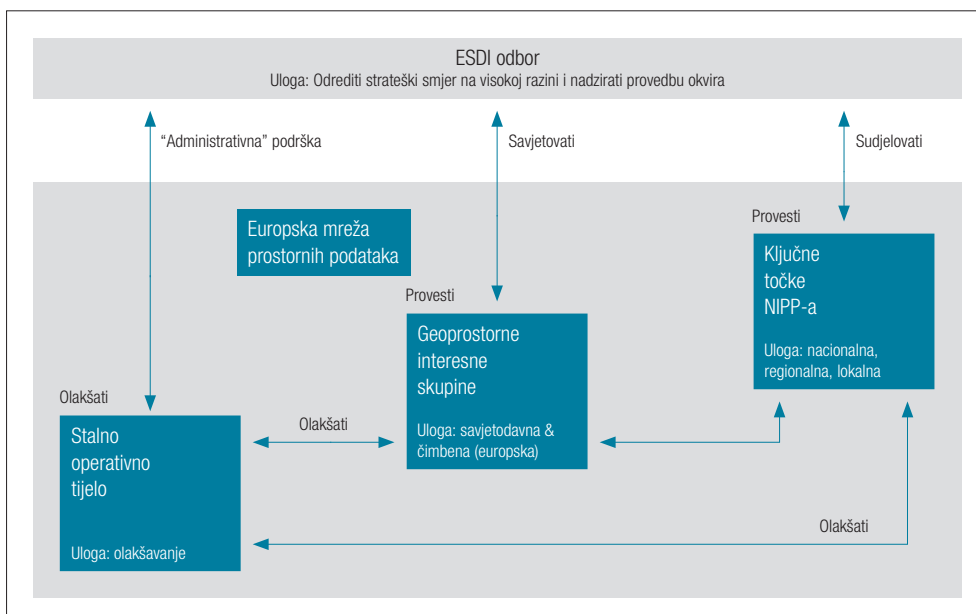 ESDI odbor
Uloga: Odrediti strateški smjer na visokoj razini i nadzirati provedbu okvira
“Administrativna” podrška
Savjetovati
Sudjelovati
Europska mreža
prostornih podataka
Provesti
Ključne
točke
NIPP-a
Uloga: nacionalna,
regionalna, lokalna
Provesti
Geoprostorne
interesne
skupine
Uloga: savjetodavna &
čimbena (europska)
Olakšati
Stalno
operativno
tijelo
Uloga: olakšavanje
Olakšati
Olakšati